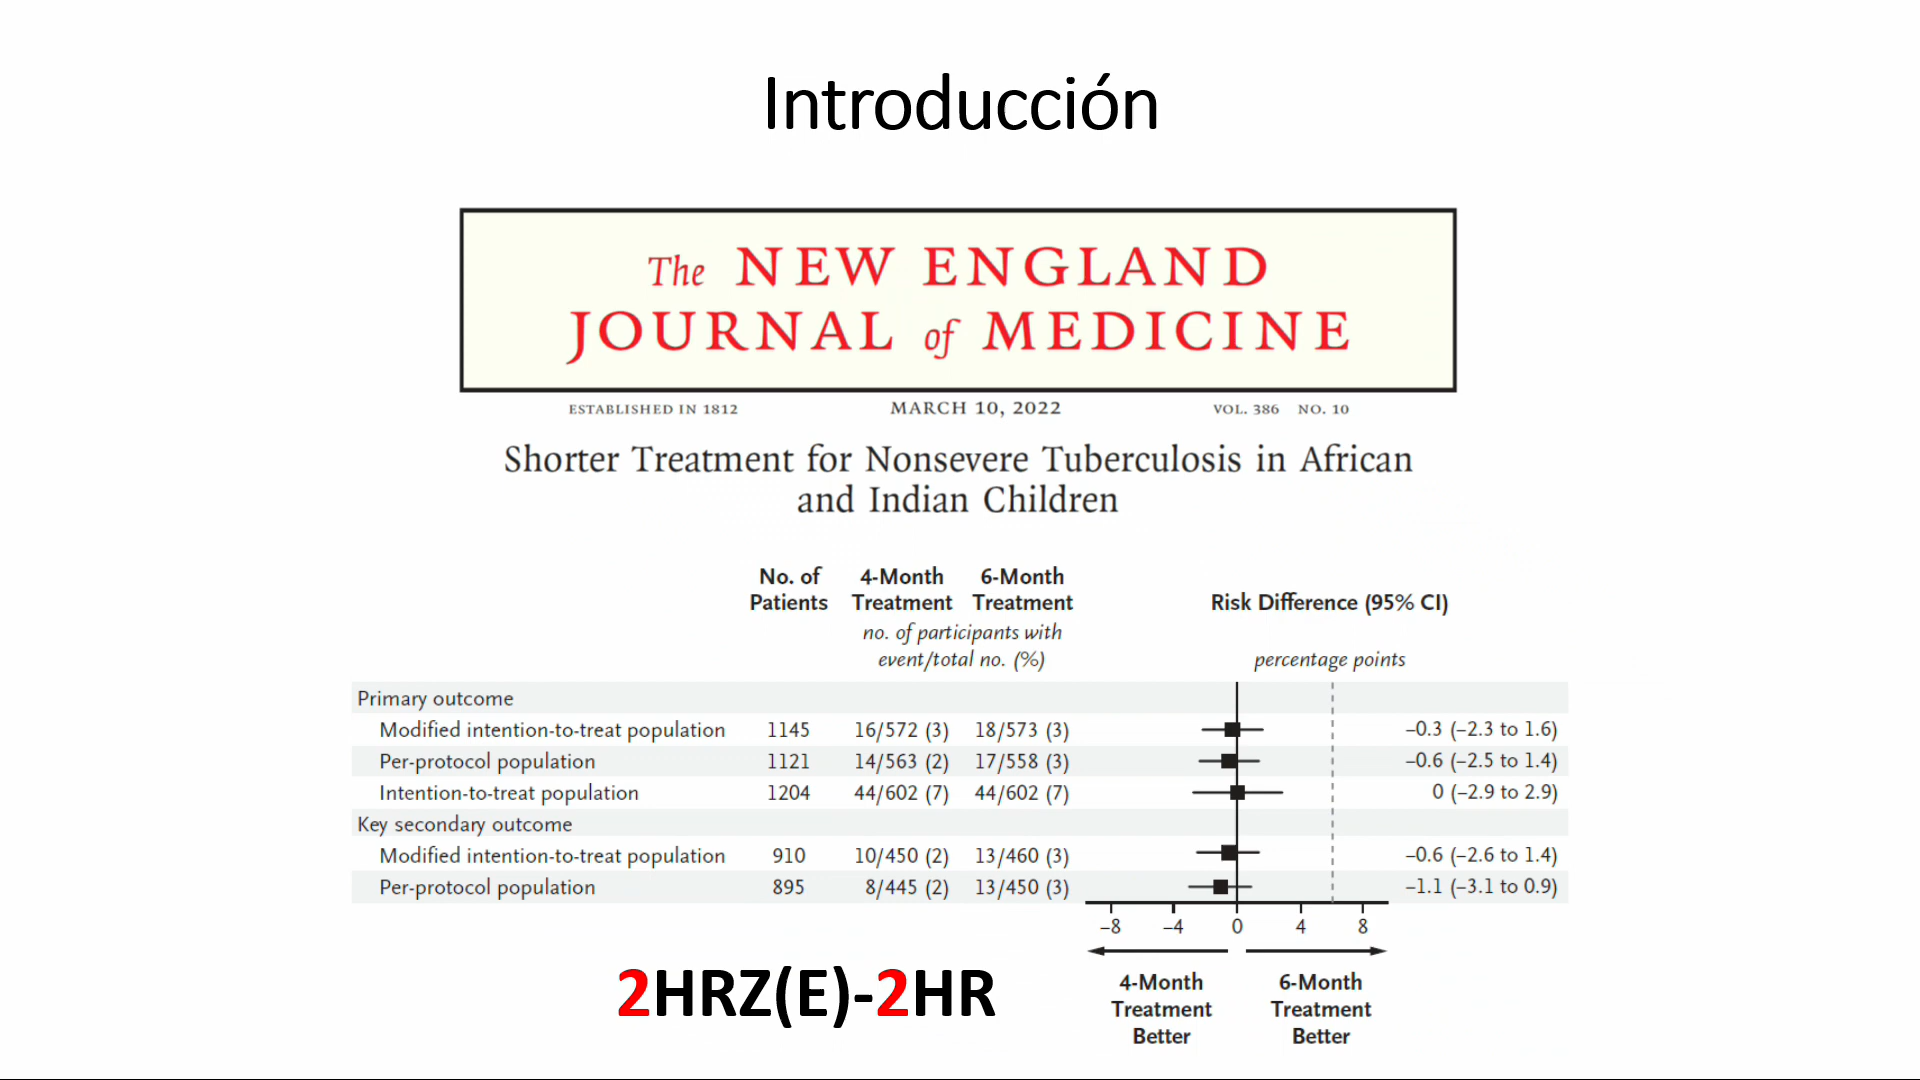 Introducción
The NEW ENGLAND
JOURNAL of MEDICINE
ESTABLISHED IN 1812 MARCH 10, 2022 VOL. 386 NO. 10
Shorter Treatment for Nonsevere Tuberculosis in African
and Indian Children
No. of 4-Month 6-Month
Patients Treatment Treatment Risk Difference (95% CI)
no. of participants with
event/total no. (%) percentage points
Primary outcome
Modified intention-to-treat population 1145 16/572 (3) 18/573 (3) –0.3 (–2.3 to 1.6)
Per-protocol population 1121 14/563 (2) 17/558 (3) –0.6 (–2.5 to 1.4)
Intention-to-treat population 1204 44/602 (7) 44/602 (7) 0 (–2.9 to 2.9)
Key secondary outcome
Modified intention-to-treat population 910 10/450 (2) 13/460 (3) –0.6 (–2.6 to 1.4)
Per-protocol population 895 8/445 (2) 13/450 (3) –1.1 (–3.1 to 0.9)
–8 –4 0 4 8
2HRZ(E)-2HR
4-Month 6-Month
Treatment Treatment
Better Better